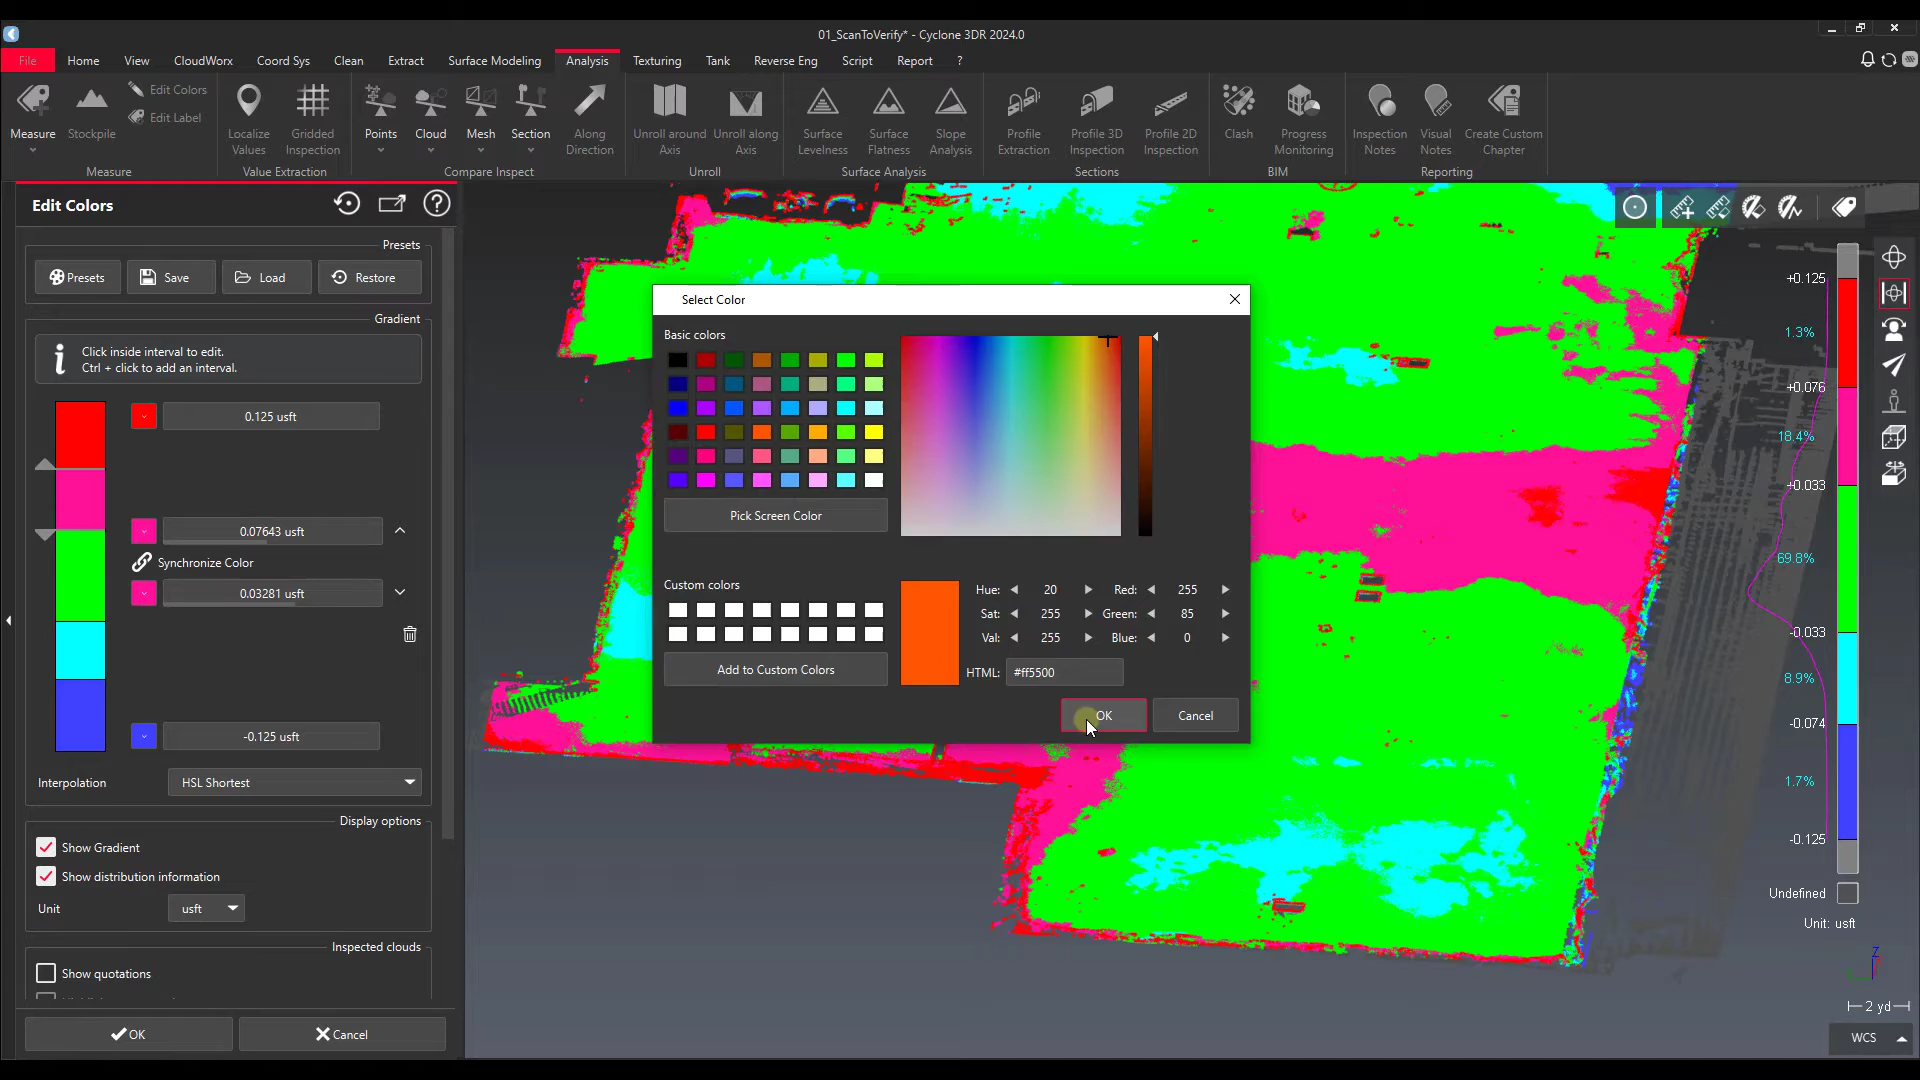 01_ScanToVerify* - Cyclone 3DR 2024.0
File Home View CloudWorx Coord Sys Clean Extract Surface Modeling Analysis Texturing Tank Reverse Eng Script Report ?
Measure
Stockpile
Edit Colors
Edit Label
Measure
Localize Values
Gridded Inspection
Value Extraction
Points
Cloud
Mesh
Section
Along Direction
Compare Inspect
Unroll around Axis
Unroll along Axis
Unroll
Surface Levelness
Surface Flatness
Slope Analysis
Surface Analysis
Profile Extraction
Profile 3D Inspection
Profile 2D Inspection
Sections
Clash
Progress Monitoring
BIM
Inspection Notes
Visual Notes
Create Custom Chapter
Reporting
Edit Colors
Presets
Presets Save Load Restore
Gradient
Click inside interval to edit.
Ctrl + click to add an interval.
0.125 usft
0.07643 usft
Synchronize Color
0.03281 usft
-0.125 usft
Interpolation HSL Shortest
Display options
Show Gradient
Show distribution information
Unit usft
Inspected clouds
Show quotations
OK Cancel
Select Color
Basic colors
Pick Screen Color
Custom colors
Add to Custom Colors
Hue: 20 Red: 255
Sat: 255 Green: 85
Val: 255 Blue: 0
HTML: #ff5500
OK Cancel
+0.125
1.3%
+0.076
18.4%
+0.033
69.8%
-0.033
8.9%
-0.074
1.7%
-0.125
Undefined
Unit: usft
Z
2 yd
WCS